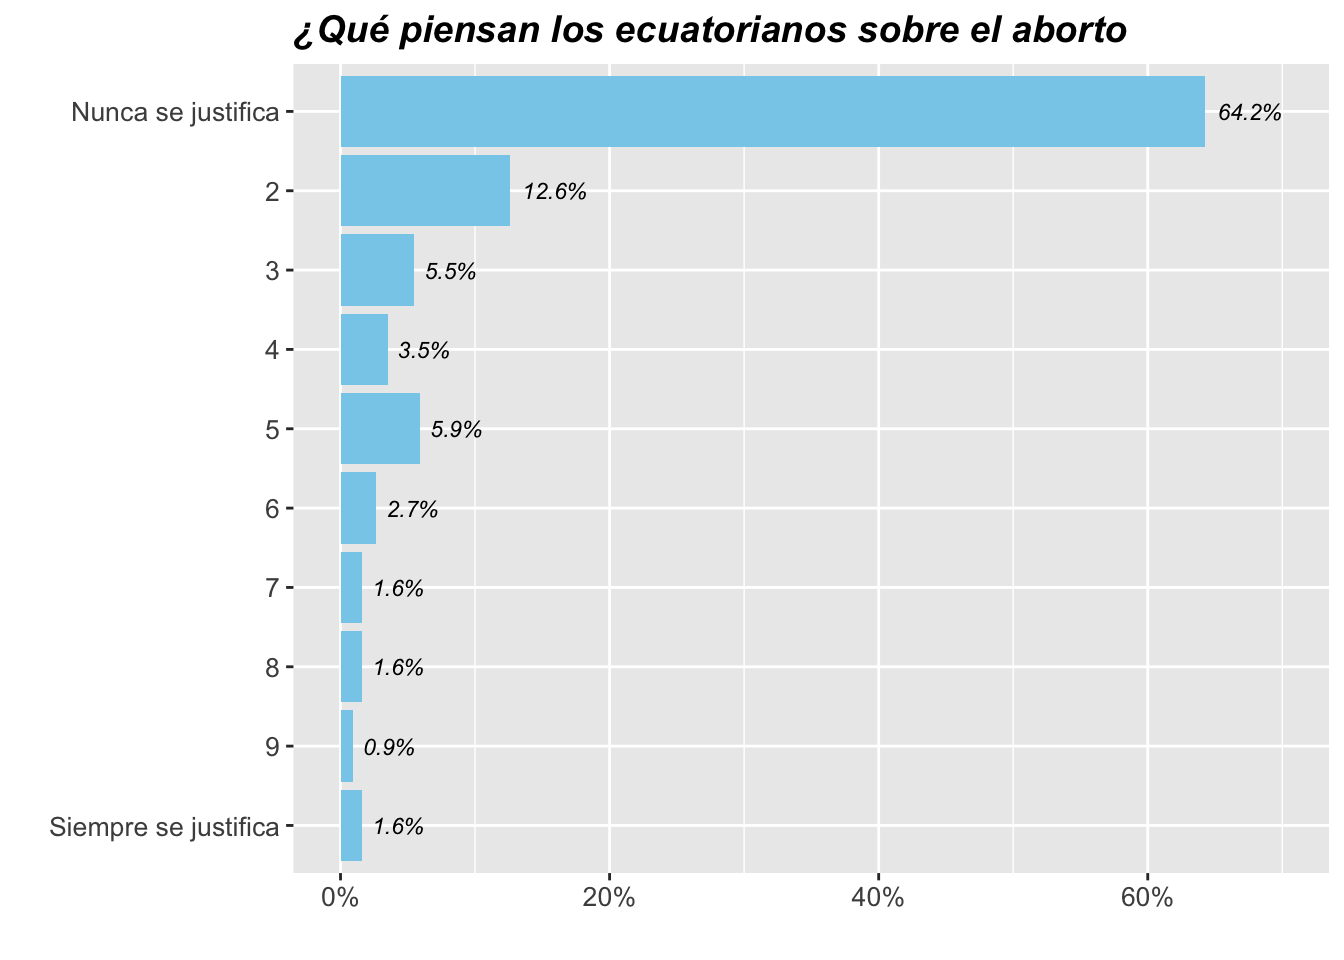 ¿Qué piensan los ecuatorianos sobre el aborto
Nunca se justifica 64.2%
2 12.6%
3 5.5%
4 3.5%
5 5.9%
6 2.7%
7 1.6%
8 1.6%
9 0.9%
Siempre se justifica 1.6%
0% 20% 40% 60%